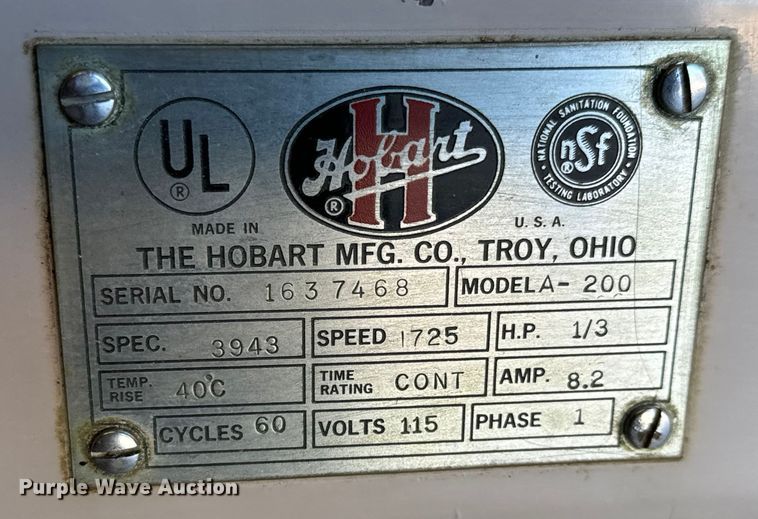 UL
®
Hobart
H
®
NATIONAL SANITATION FOUNDATION
nsf
®
TESTING LABORATORY
MADE IN U.S.A.
THE HOBART MFG. CO., TROY, OHIO
SERIAL NO. 1637468 MODEL A-200
SPEC. 3943 SPEED 1725 H.P. 1/3
TEMP. RISE 40°C TIME RATING CONT AMP. 8.2
CYCLES 60 VOLTS 115 PHASE 1
Purple Wave Auction